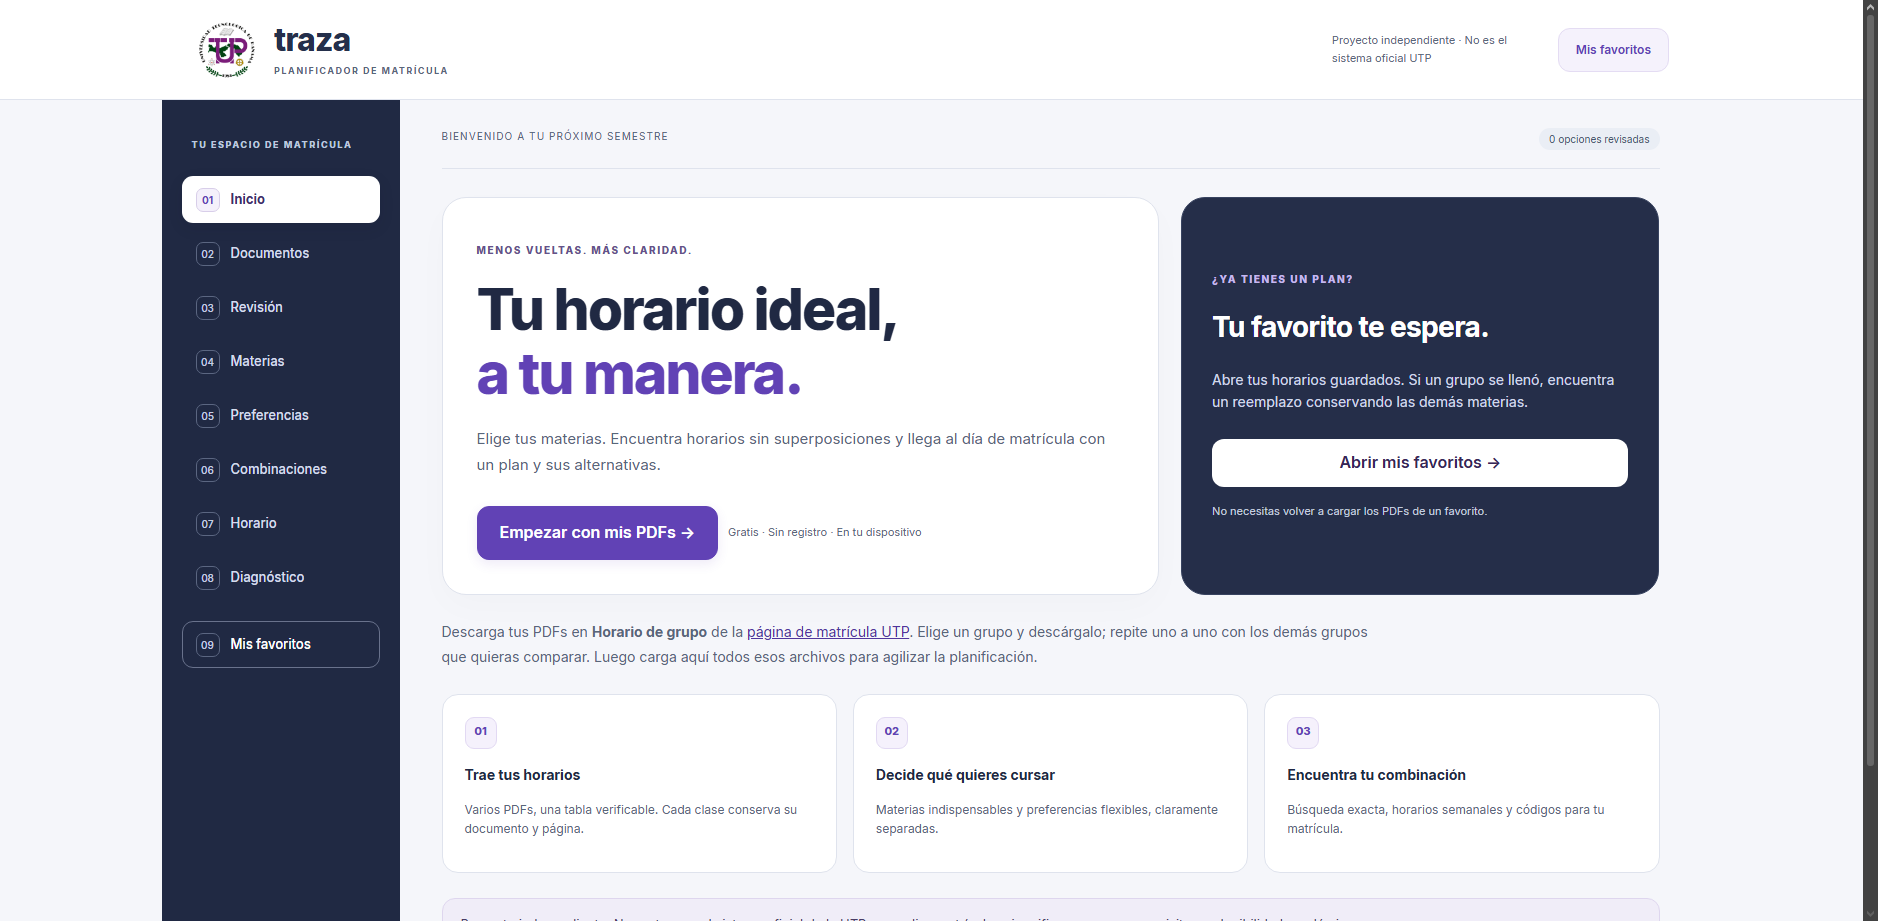 traza
PLANIFICADOR DE MATRÍCULA
Proyecto independiente · No es el
sistema oficial UTP
Mis favoritos
TU ESPACIO DE MATRÍCULA
01 Inicio
02 Documentos
03 Revisión
04 Materias
05 Preferencias
06 Combinaciones
07 Horario
08 Diagnóstico
09 Mis favoritos
BIENVENIDO A TU PRÓXIMO SEMESTRE
0 opciones revisadas
MENOS VUELTAS. MÁS CLARIDAD.
Tu horario ideal,
a tu manera.
Elige tus materias. Encuentra horarios sin superposiciones y llega al día de matrícula con
un plan y sus alternativas.
Empezar con mis PDFs →
Gratis · Sin registro · En tu dispositivo
¿YA TIENES UN PLAN?
Tu favorito te espera.
Abre tus horarios guardados. Si un grupo se llenó, encuentra
un reemplazo conservando las demás materias.
Abrir mis favoritos →
No necesitas volver a cargar los PDFs de un favorito.
Descarga tus PDFs en Horario de grupo de la página de matrícula UTP. Elige un grupo y descárgalo; repite uno a uno con los demás grupos
que quieras comparar. Luego carga aquí todos esos archivos para agilizar la planificación.
01
Trae tus horarios
Varios PDFs, una tabla verificable. Cada clase conserva su
documento y página.
02
Decide qué quieres cursar
Materias indispensables y preferencias flexibles, claramente
separadas.
03
Encuentra tu combinación
Búsqueda exacta, horarios semanales y códigos para tu
matrícula.